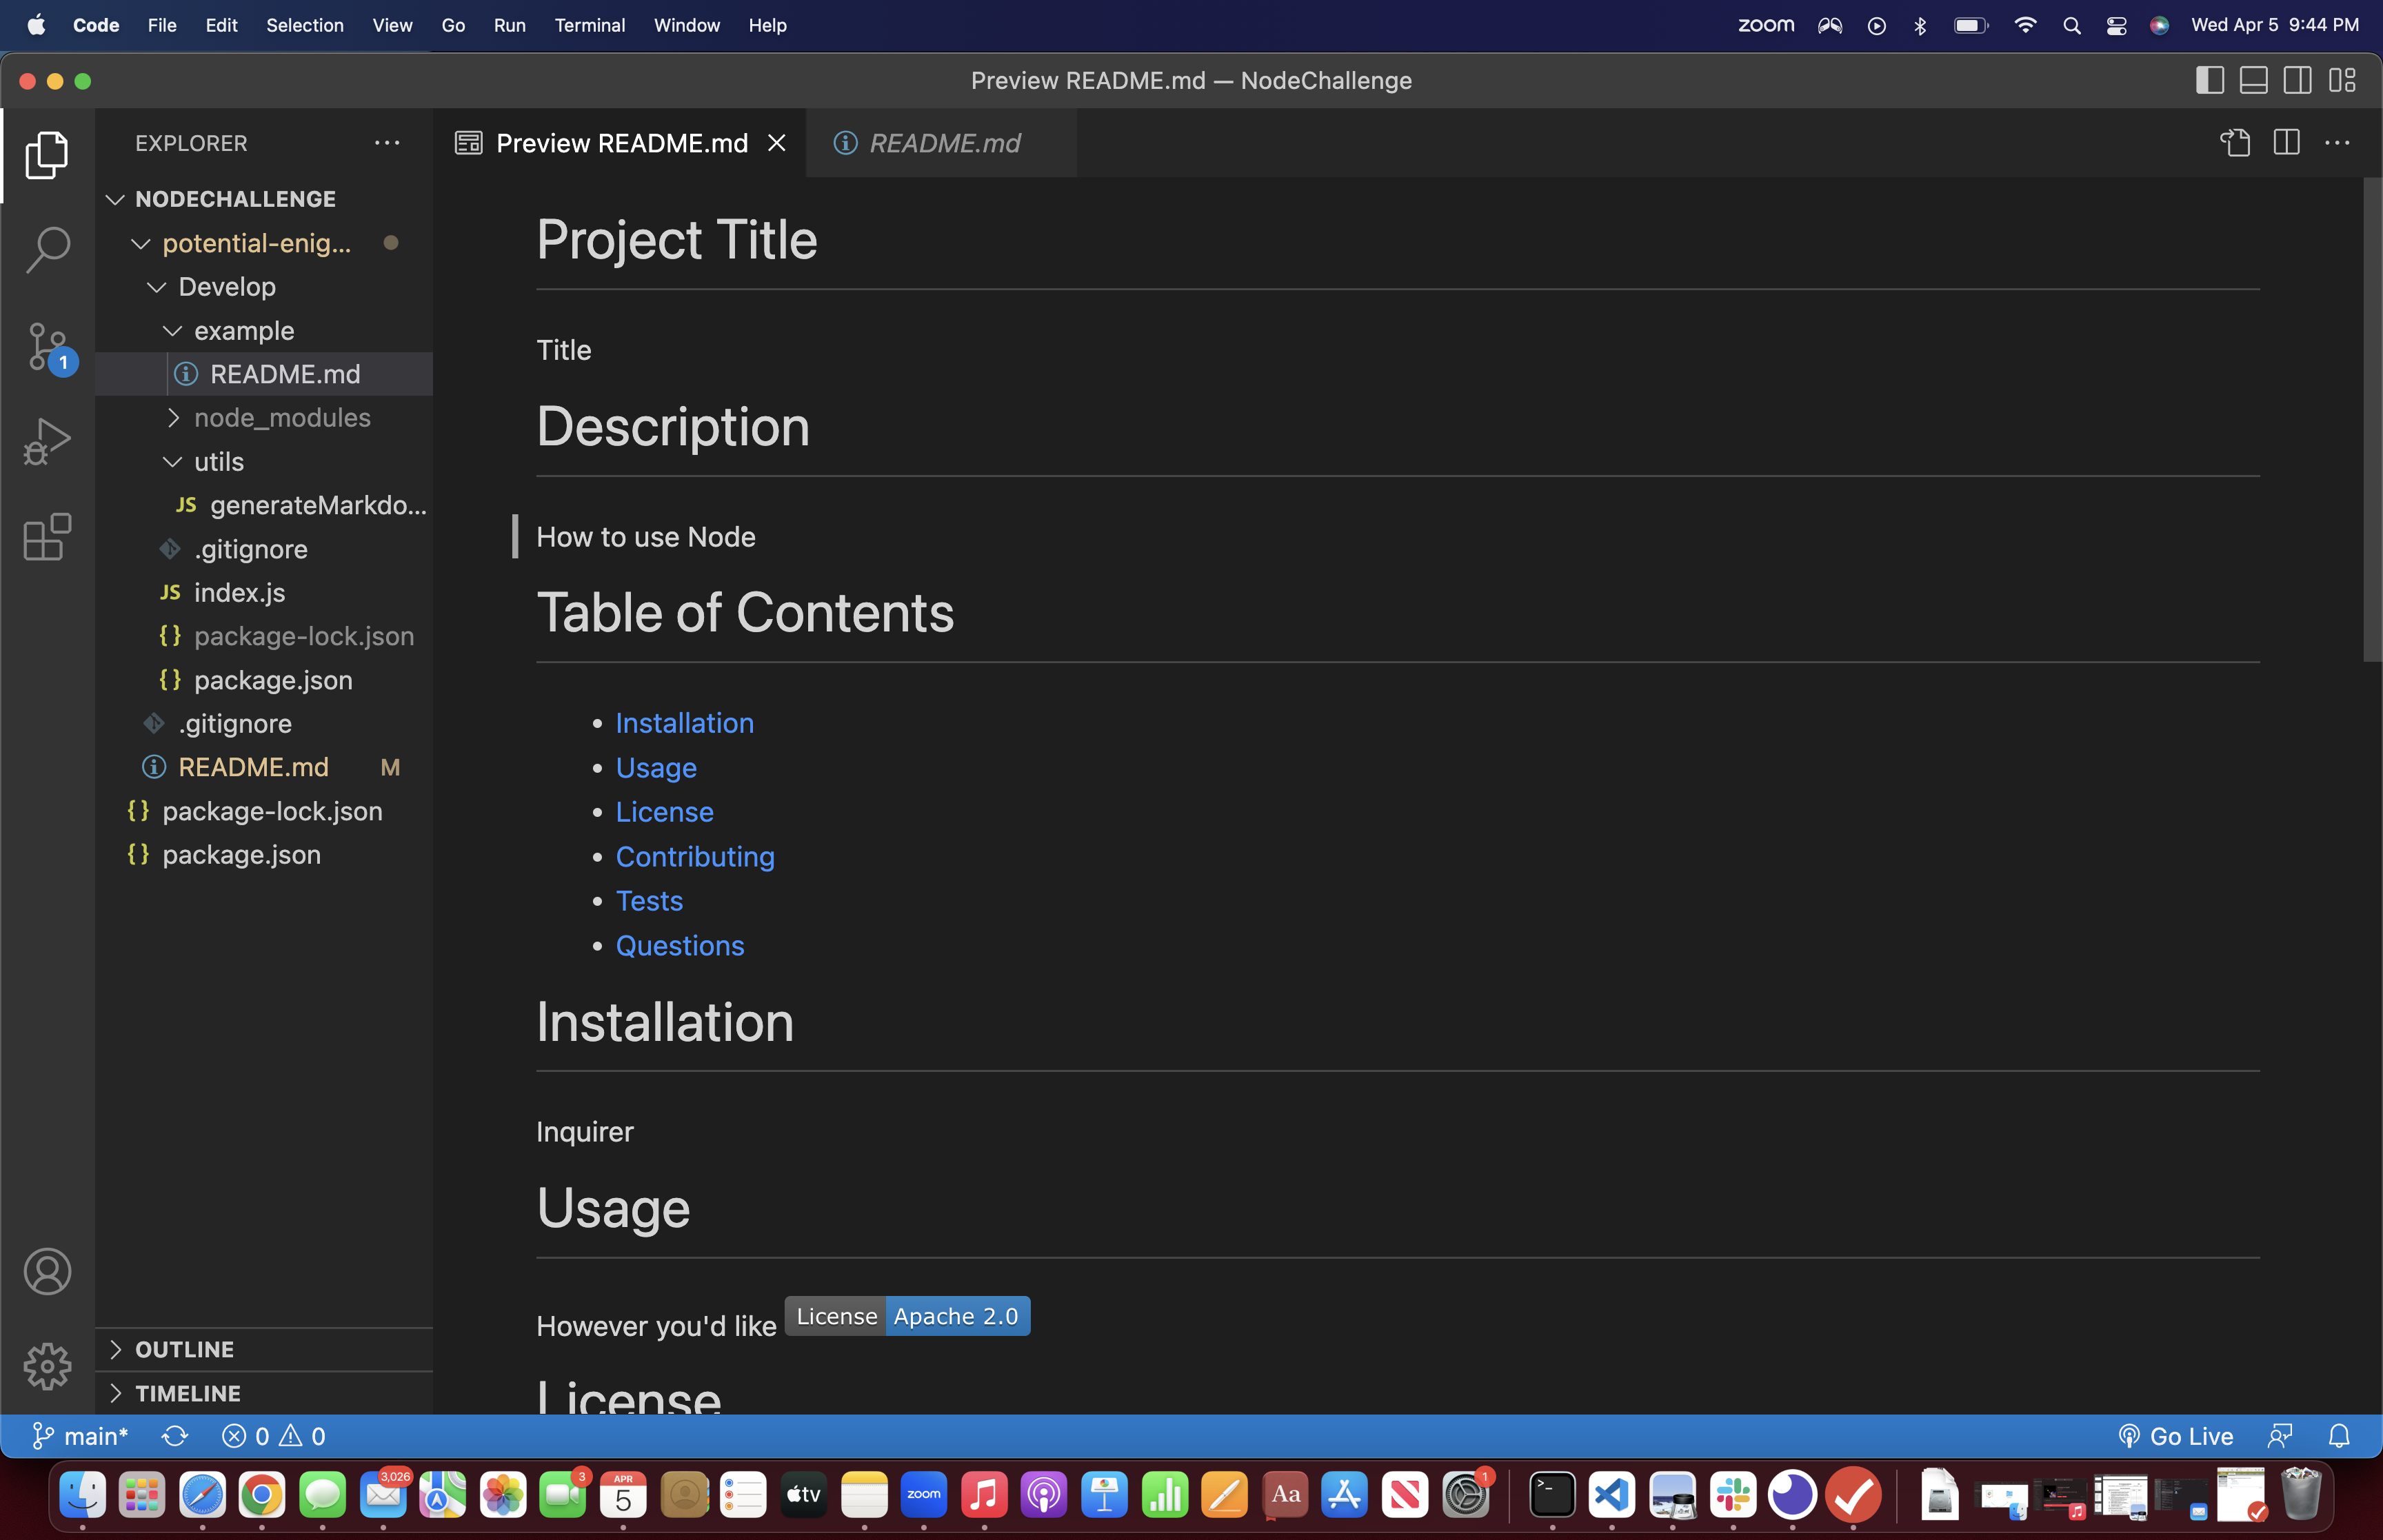 Code File Edit Selection View Go Run Terminal Window Help
zoom Wed Apr 5 9:44 PM
Preview README.md — NodeChallenge
EXPLORER
Preview README.md
README.md
NODECHALLENGE
potential-enig...
Develop
example
README.md
node_modules
utils
JS generateMarkdo...
.gitignore
JS index.js
{ } package-lock.json
{ } package.json
.gitignore
README.md M
{ } package-lock.json
{ } package.json
1
OUTLINE
TIMELINE
Project Title
Title
Description
How to use Node
Table of Contents
• Installation
• Usage
• License
• Contributing
• Tests
• Questions
Installation
Inquirer
Usage
However you'd like License Apache 2.0
License
main* 0 0
Go Live
3,026
3
APR
5
tv
zoom
Aa
1
>_